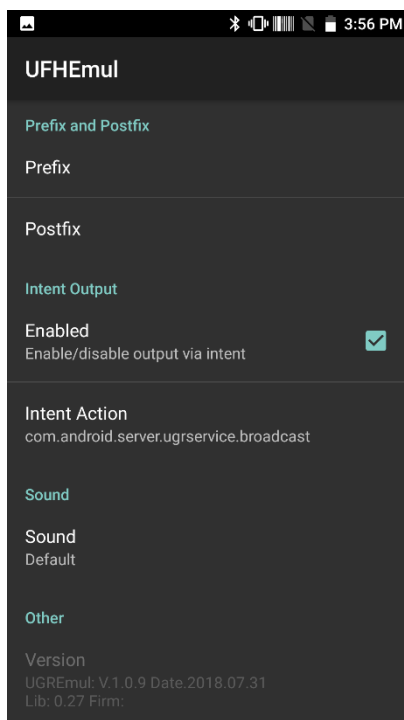 3:56 PM
UFHEmul
Prefix and Postfix
Prefix
Postfix
Intent Output
Enabled
Enable/disable output via intent
Intent Action
com.android.server.ugrservice.broadcast
Sound
Sound
Default
Other
Version
UGREmul: V.1.0.9 Date.2018.07.31
Lib: 0.27 Firm: